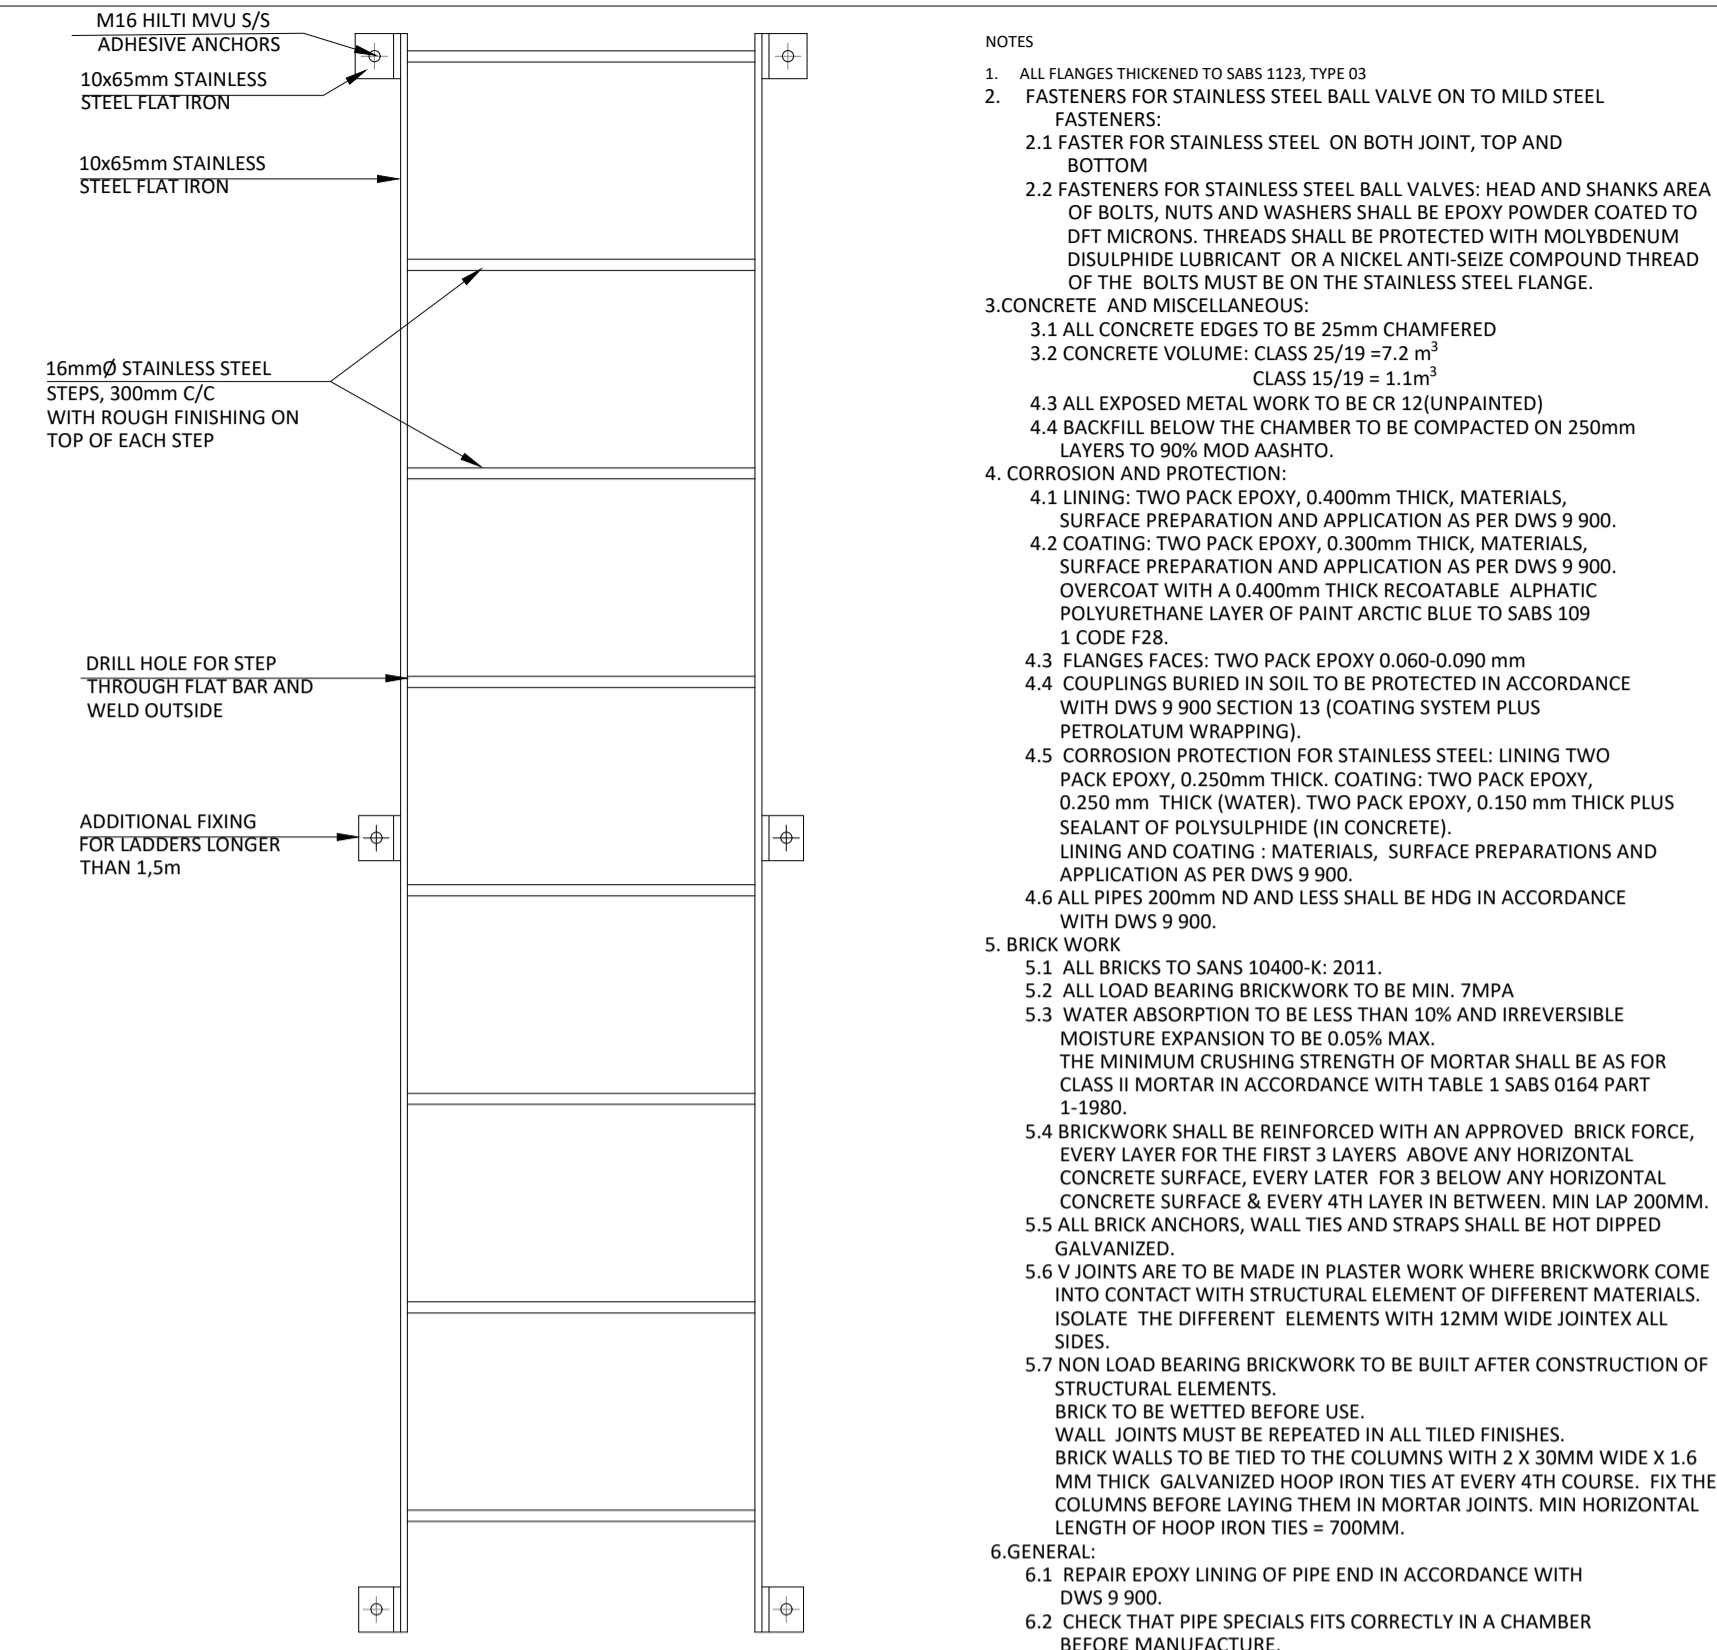 M16 HILTI MVU S/S
ADHESIVE ANCHORS
10x65mm STAINLESS
STEEL FLAT IRON
10x65mm STAINLESS
STEEL FLAT IRON
16mmØ STAINLESS STEEL
STEPS, 300mm C/C
WITH ROUGH FINISHING ON
TOP OF EACH STEP
DRILL HOLE FOR STEP
THROUGH FLAT BAR AND
WELD OUTSIDE
ADDITIONAL FIXING
FOR LADDERS LONGER
THAN 1,5m
NOTES
1. ALL FLANGES THICKENED TO SABS 1123, TYPE 03
2. FASTENERS FOR STAINLESS STEEL BALL VALVE ON TO MILD STEEL
FASTENERS:
2.1 FASTER FOR STAINLESS STEEL ON BOTH JOINT, TOP AND
BOTTOM
2.2 FASTENERS FOR STAINLESS STEEL BALL VALVES: HEAD AND SHANKS AREA
OF BOLTS, NUTS AND WASHERS SHALL BE EPOXY POWDER COATED TO
DFT MICRONS. THREADS SHALL BE PROTECTED WITH MOLYBDENUM
DISULPHIDE LUBRICANT OR A NICKEL ANTI-SEIZE COMPOUND THREAD
OF THE BOLTS MUST BE ON THE STAINLESS STEEL FLANGE.
3.CONCRETE AND MISCELLANEOUS:
3.1 ALL CONCRETE EDGES TO BE 25mm CHAMFERED
3.2 CONCRETE VOLUME: CLASS 25/19 =7.2 m³
CLASS 15/19 = 1.1m³
4.3 ALL EXPOSED METAL WORK TO BE CR 12(UNPAINTED)
4.4 BACKFILL BELOW THE CHAMBER TO BE COMPACTED ON 250mm
LAYERS TO 90% MOD AASHTO.
4. CORROSION AND PROTECTION:
4.1 LINING: TWO PACK EPOXY, 0.400mm THICK, MATERIALS,
SURFACE PREPARATION AND APPLICATION AS PER DWS 9 900.
4.2 COATING: TWO PACK EPOXY, 0.300mm THICK, MATERIALS,
SURFACE PREPARATION AND APPLICATION AS PER DWS 9 900.
OVERCOAT WITH A 0.400mm THICK RECOATABLE ALPHATIC
POLYURETHANE LAYER OF PAINT ARCTIC BLUE TO SABS 109
1 CODE F28.
4.3 FLANGES FACES: TWO PACK EPOXY 0.060-0.090 mm
4.4 COUPLINGS BURIED IN SOIL TO BE PROTECTED IN ACCORDANCE
WITH DWS 9 900 SECTION 13 (COATING SYSTEM PLUS
PETROLATUM WRAPPING).
4.5 CORROSION PROTECTION FOR STAINLESS STEEL: LINING TWO
PACK EPOXY, 0.250mm THICK. COATING: TWO PACK EPOXY,
0.250 mm THICK (WATER). TWO PACK EPOXY, 0.150 mm THICK PLUS
SEALANT OF POLYSULPHIDE (IN CONCRETE).
LINING AND COATING : MATERIALS, SURFACE PREPARATIONS AND
APPLICATION AS PER DWS 9 900.
4.6 ALL PIPES 200mm ND AND LESS SHALL BE HDG IN ACCORDANCE
WITH DWS 9 900.
5. BRICK WORK
5.1 ALL BRICKS TO SANS 10400-K: 2011.
5.2 ALL LOAD BEARING BRICKWORK TO BE MIN. 7MPA
5.3 WATER ABSORPTION TO BE LESS THAN 10% AND IRREVERSIBLE
MOISTURE EXPANSION TO BE 0.05% MAX.
THE MINIMUM CRUSHING STRENGTH OF MORTAR SHALL BE AS FOR
CLASS II MORTAR IN ACCORDANCE WITH TABLE 1 SABS 0164 PART
1-1980.
5.4 BRICKWORK SHALL BE REINFORCED WITH AN APPROVED BRICK FORCE,
EVERY LAYER FOR THE FIRST 3 LAYERS ABOVE ANY HORIZONTAL
CONCRETE SURFACE, EVERY LATER FOR 3 BELOW ANY HORIZONTAL
CONCRETE SURFACE & EVERY 4TH LAYER IN BETWEEN. MIN LAP 200MM.
5.5 ALL BRICK ANCHORS, WALL TIES AND STRAPS SHALL BE HOT DIPPED
GALVANIZED.
5.6 V JOINTS ARE TO BE MADE IN PLASTER WORK WHERE BRICKWORK COME
INTO CONTACT WITH STRUCTURAL ELEMENT OF DIFFERENT MATERIALS.
ISOLATE THE DIFFERENT ELEMENTS WITH 12MM WIDE JOINTEX ALL
SIDES.
5.7 NON LOAD BEARING BRICKWORK TO BE BUILT AFTER CONSTRUCTION OF
STRUCTURAL ELEMENTS.
BRICK TO BE WETTED BEFORE USE.
WALL JOINTS MUST BE REPEATED IN ALL TILED FINISHES.
BRICK WALLS TO BE TIED TO THE COLUMNS WITH 2 X 30MM WIDE X 1.6
MM THICK GALVANIZED HOOP IRON TIES AT EVERY 4TH COURSE. FIX THE
COLUMNS BEFORE LAYING THEM IN MORTAR JOINTS. MIN HORIZONTAL
LENGTH OF HOOP IRON TIES = 700MM.
6.GENERAL:
6.1 REPAIR EPOXY LINING OF PIPE END IN ACCORDANCE WITH
DWS 9 900.
6.2 CHECK THAT PIPE SPECIALS FITS CORRECTLY IN A CHAMBER
BEFORE MANUFACTURE.